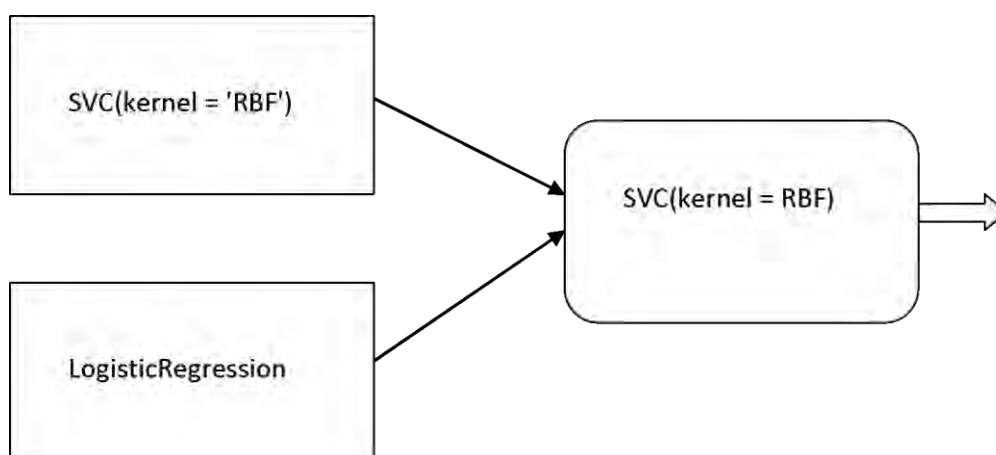 SVC(kernel = 'RBF')
SVC(kernel = RBF)
LogisticRegression